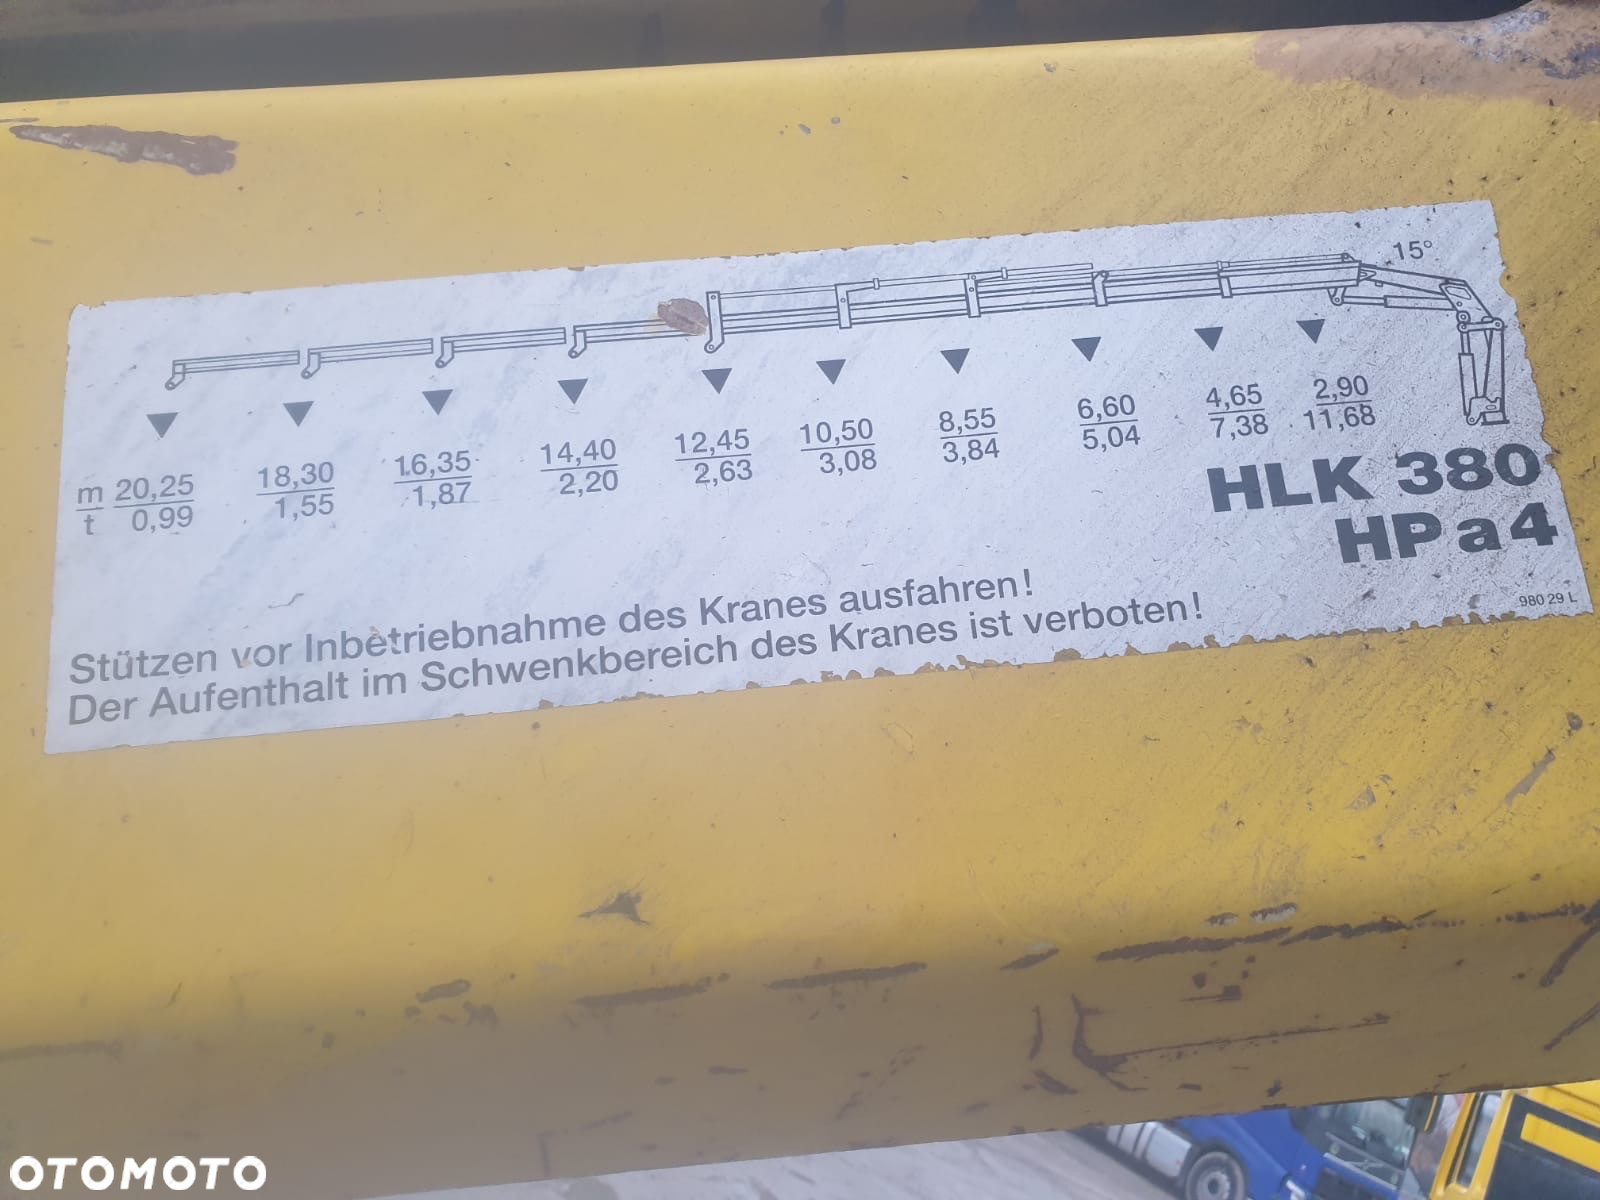 15°
m 20,25 18,30 16,35 14,40 12,45 10,50 8,55 6,60 4,65 2,90
t 0,99 1,55 1,87 2,20 2,63 3,08 3,84 5,04 7,38 11,68
HLK 380
HP a 4
Stützen vor Inbetriebnahme des Kranes ausfahren!
Der Aufenthalt im Schwenkbereich des Kranes ist verboten!
980 29 L
OTOMOTO